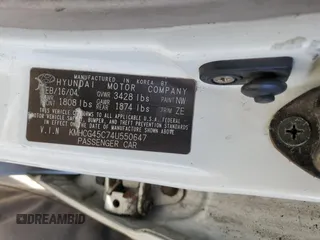 MANUFACTURED IN KOREA BY
HYUNDAI MOTOR COMPANY
FEB/16/04 GVWR 3428 lbs PAINT NW
1808 lbs GAWR REAR 1874 lbs TRIM ZE
THIS VEHICLE CONFORMS TO ALL
APPLICABLE U.S.A. FEDERAL MOTOR
VEHICLE SAFETY, BUMPER, AND THEFT
PREVENTION STANDARDS IN EFFECT ON
THE DATE OF MANUFACTURE SHOWN ABOVE.
V.I.N KMHCG45C74U550647
PASSENGER CAR
DREAMBID